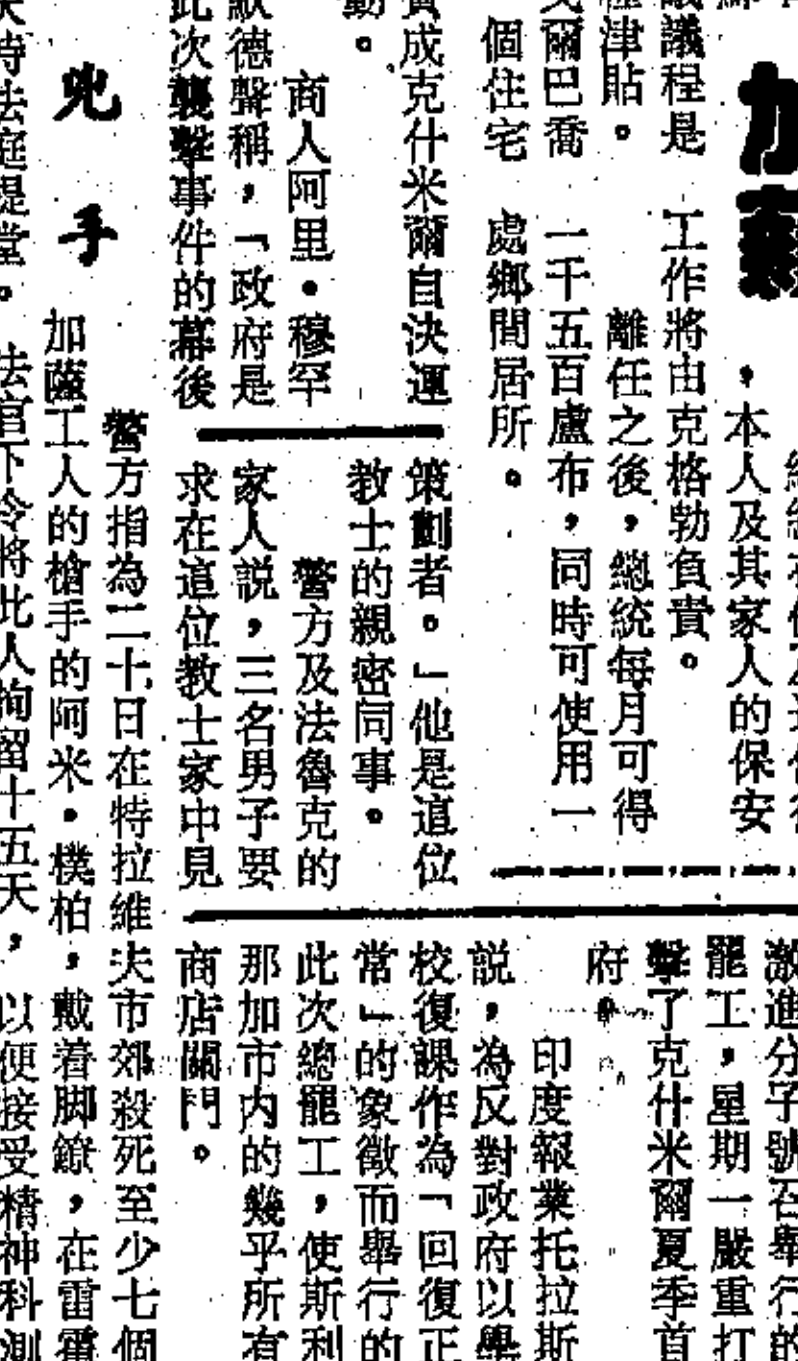 加薪
議議程是
津貼。
爾巴喬
個住宅
,本人及其家人的保安
工作將由克格勃負責。
離任之後,總統每月可得
一千五百盧布,同時可使用一
處鄉間居所。
成克什米爾自決運
動。
商人阿里·穆罕
默德聲稱,「政府是
此次襲擊事件的幕後
策劃者。」他是這位
教士的親密同事。
警方及法魯克的
家人説,三名男子要
求在這位教士家中見
激進分子號召舉行的
罷工,星期一嚴重打
擊了克什米爾夏季首
府。
印度報業托拉斯
説,為反對政府以學
校復課作為「回復正
常」的象徵而舉行的
此次總罷工,使斯利
那加市内的幾乎所有
商店關門。
兇手
警方指為二十日在特拉維夫市郊殺死至少七個
加薩工人的槍手的阿米·樸柏,戴着脚鐐,在雷霍
特法庭提堂。法官下令將此人拘留十五天,以便接受精神科測